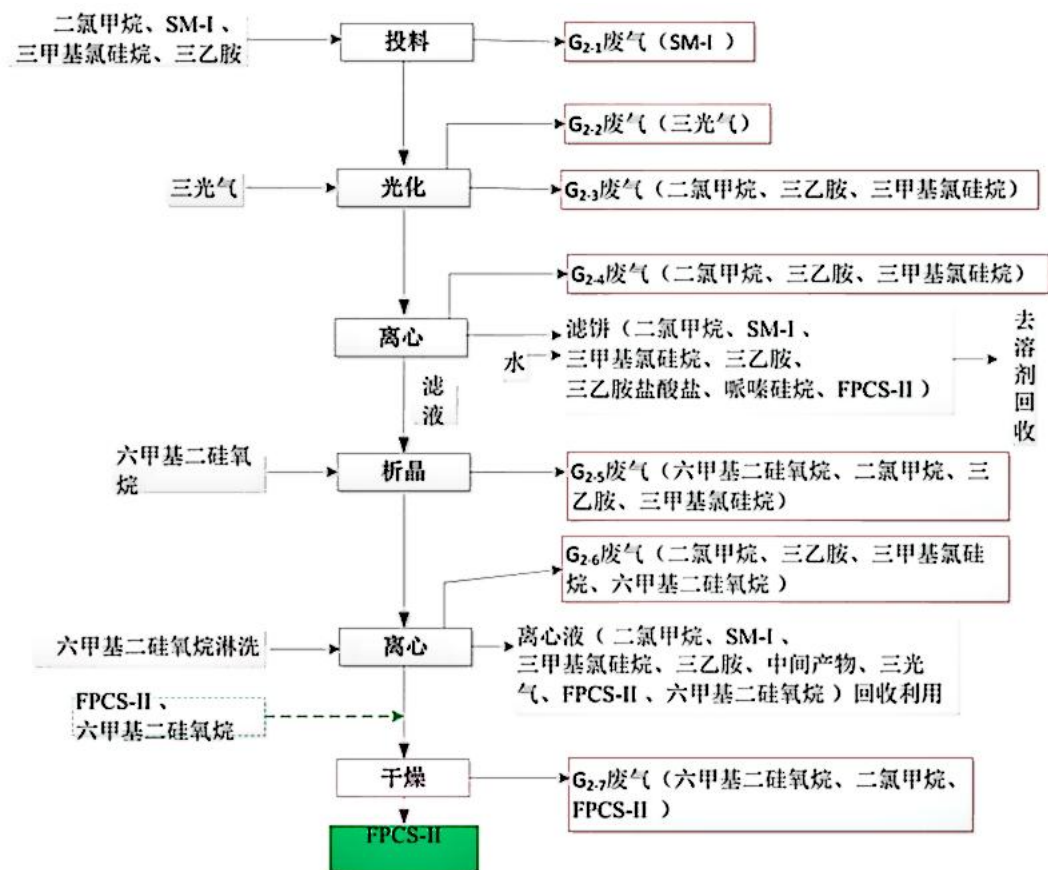 二氯甲烷、SM-I、
三甲基氯硅烷、三乙胺
投料
G2-1废气（SM-I ）
G2-2废气（三光气）
三光气
光化
G2-3废气（二氯甲烷、三乙胺、三甲基氯硅烷）
G2-4废气（二氯甲烷、三乙胺、三甲基氯硅烷）
离心
水
滤饼（二氯甲烷、SM-I 、
三甲基氯硅烷、三乙胺、
三乙胺盐酸盐、哌嗪硅烷、FPCS-II ）
去溶剂回收
滤液
六甲基二硅氧
烷
析晶
G2-5废气（六甲基二硅氧烷、二氯甲烷、三
乙胺、三甲基氯硅烷）
G2-6废气（二氯甲烷、三乙胺、三甲基氯硅
烷、六甲基二硅氧烷 ）
六甲基二硅氧烷淋洗
离心
离心液（ 二氯甲烷、SM-I 、
三甲基氯硅烷、三乙胺、中间产物、三光
气、FPCS-II 、六甲基二硅氧烷 ）回收利用
FPCS-II 、
六甲基二硅氧烷
干燥
G2-7废气（六甲基二硅氧烷、二氯甲烷、
FPCS-II ）
FPCS-II